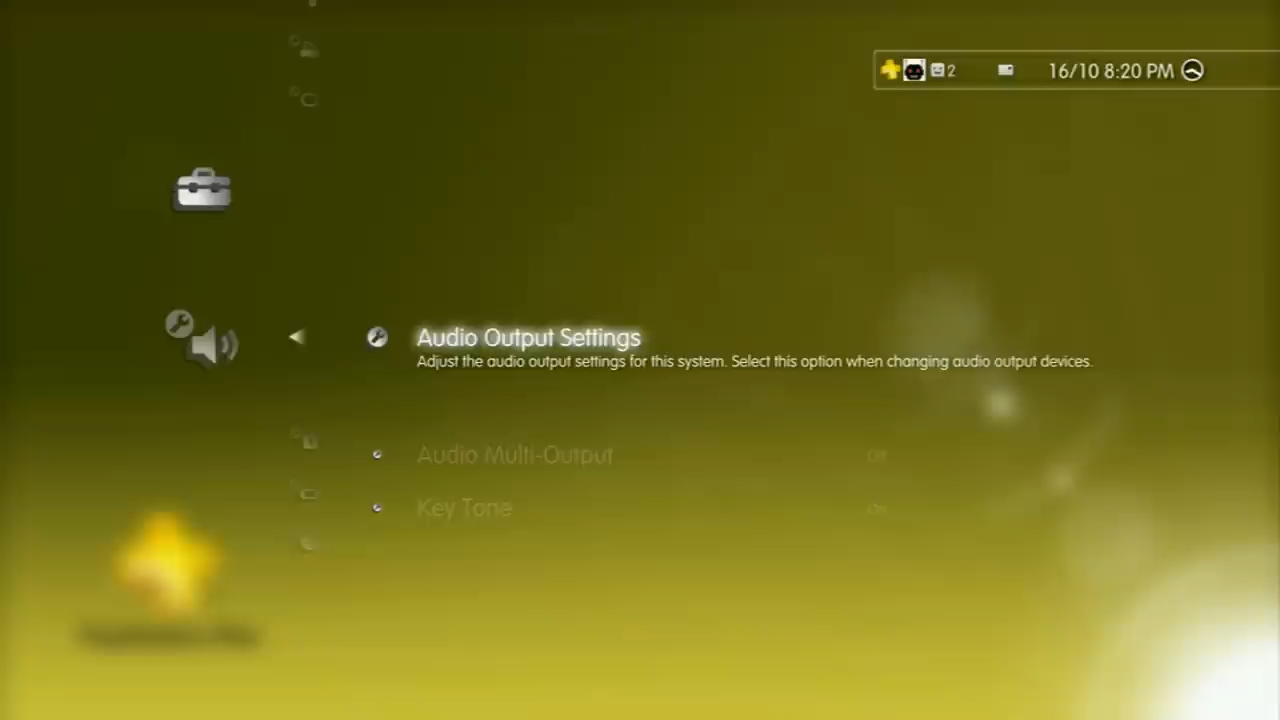 2
16/10 8:20 PM
Audio Output Settings
Adjust the audio output settings for this system. Select this option when changing audio output devices.
Audio Multi-Output
Key Tone